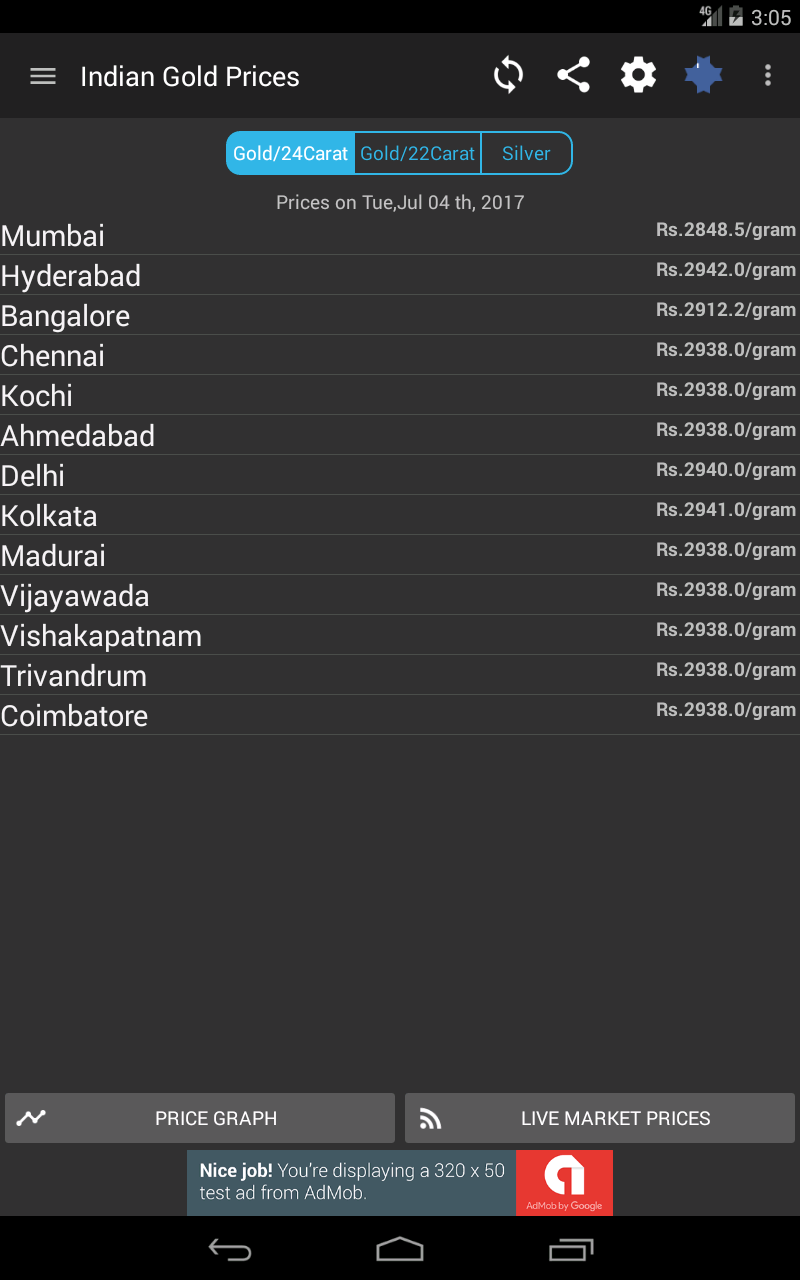 4G 3:05
Indian Gold Prices
Gold/24Carat Gold/22Carat Silver
Prices on Tue,Jul 04 th, 2017
Mumbai Rs.2848.5/gram
Hyderabad Rs.2942.0/gram
Bangalore Rs.2912.2/gram
Chennai Rs.2938.0/gram
Kochi Rs.2938.0/gram
Ahmedabad Rs.2938.0/gram
Delhi Rs.2940.0/gram
Kolkata Rs.2941.0/gram
Madurai Rs.2938.0/gram
Vijayawada Rs.2938.0/gram
Vishakapatnam Rs.2938.0/gram
Trivandrum Rs.2938.0/gram
Coimbatore Rs.2938.0/gram
PRICE GRAPH LIVE MARKET PRICES
Nice job! You're displaying a 320 x 50
test ad from AdMob.
AdMob by Google